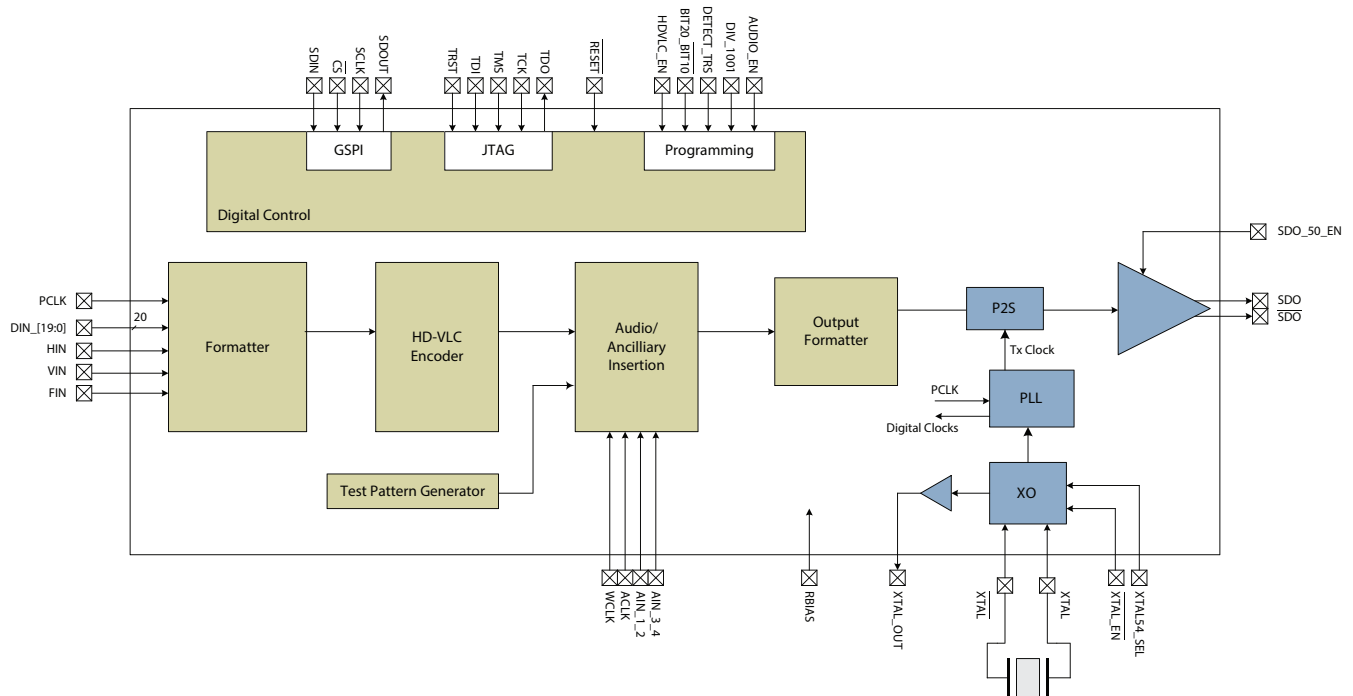 SDIN
CS
SCLK
SDOUT
TRST
TDI
TMS
TCK
TDO
RESET
HDVLC_EN
BIT20_BIT10
DETECT_TRS
DIV_1001
AUDIO_EN
GSPI
JTAG
Programming
Digital Control
SDO_50_EN
PCLK
DIN_[19:0]
20
HIN
VIN
FIN
Formatter
HD-VLC
Encoder
Audio/
Ancilliary
Insertion
Output
Formatter
P2S
SDO
SDO
Tx Clock
PCLK
PLL
Digital Clocks
Test Pattern Generator
XO
WCLK
ACLK
AIN_1_2
AIN_3_4
RBIAS
XTAL_OUT
XTAL
XTAL
XTAL_EN
XTAL54_SEL